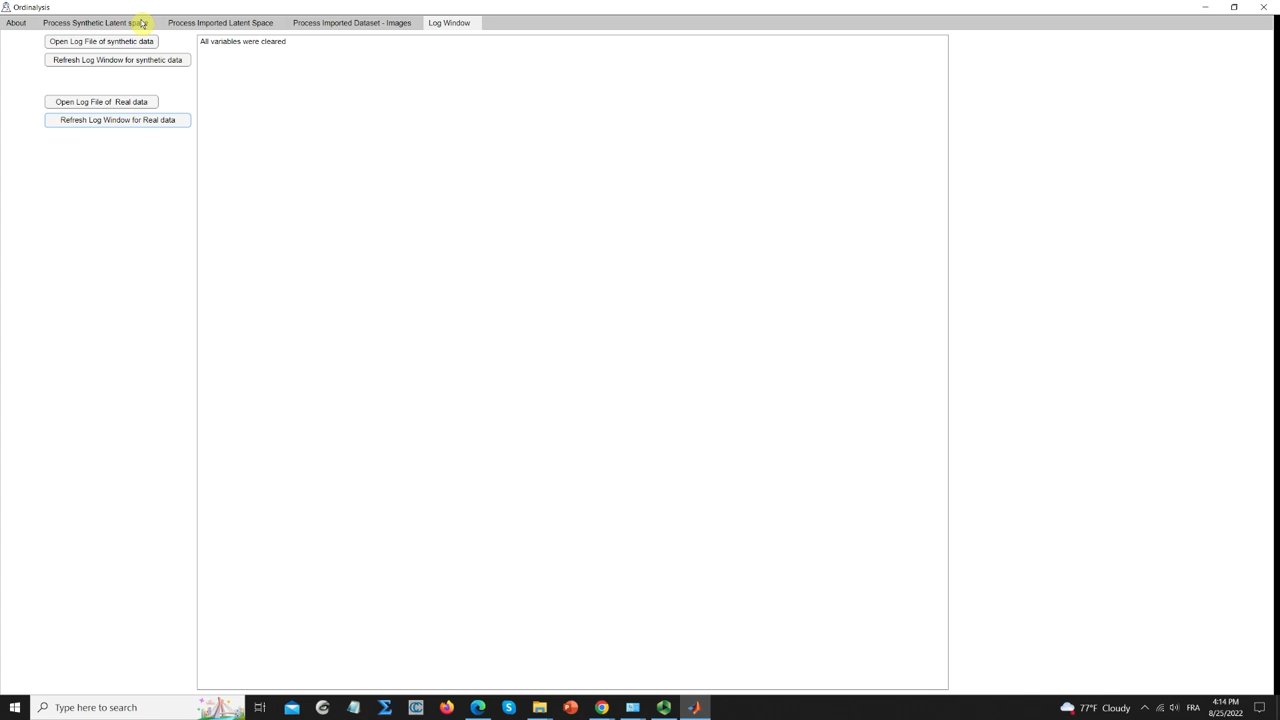 Ordinalysis
About
Process Synthetic Latent space
Process Imported Latent Space
Process Imported Dataset - Images
Log Window
Open Log File of synthetic data
Refresh Log Window for synthetic data
Open Log File of Real data
Refresh Log Window for Real data
All variables were cleared
Type here to search
77°F Cloudy
FRA
4:14 PM
8/25/2022